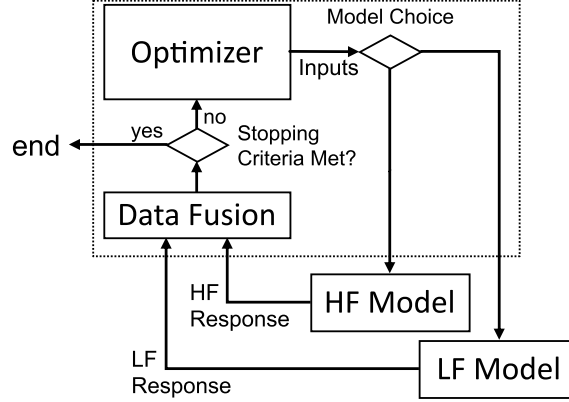 Model Choice
Optimizer
Inputs
no
yes
Stopping
Criteria Met?
end
Data Fusion
HF
Response
HF Model
LF
Response
LF Model